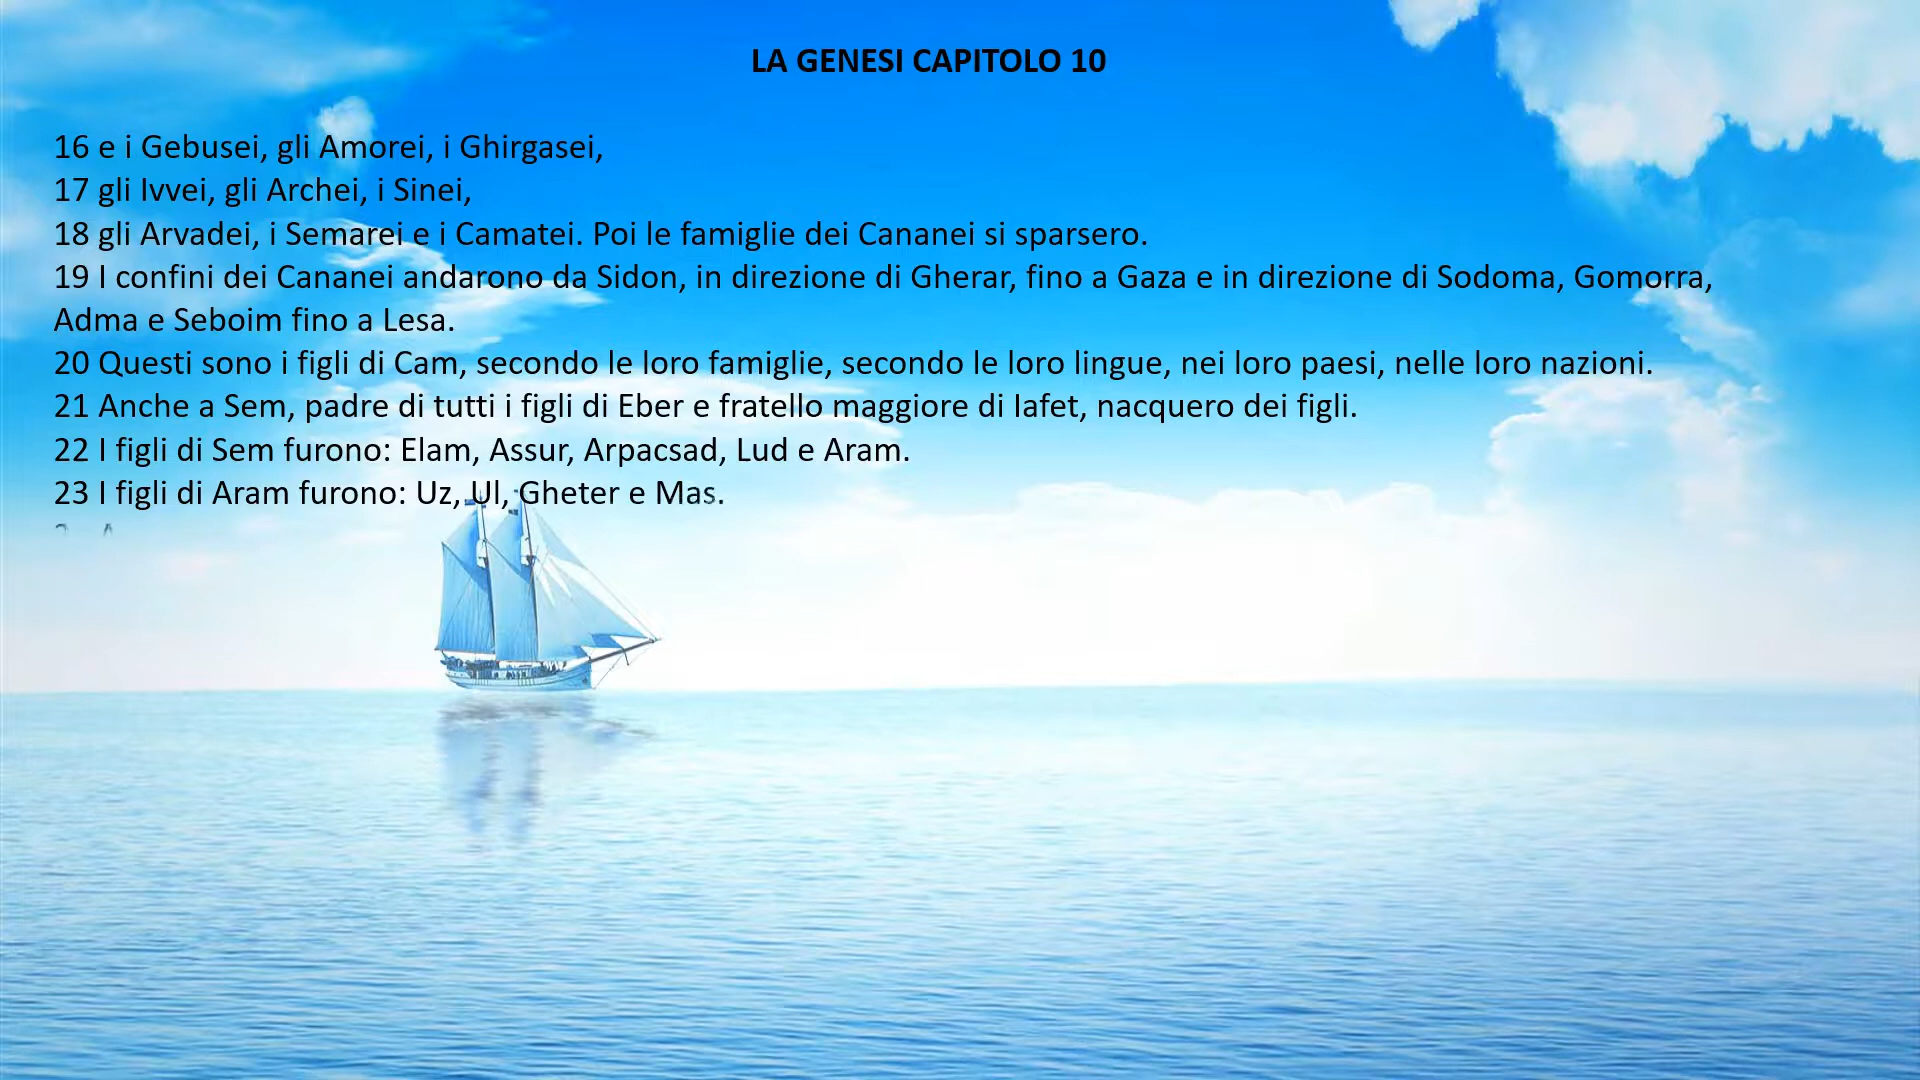 LA GENESI CAPITOLO 10
16 e i Gebusei, gli Amorei, i Ghirgasei,
17 gli Ivvei, gli Archei, i Sinei,
18 gli Arvadei, i Semarei e i Camatei. Poi le famiglie dei Cananei si sparsero.
19 I confini dei Cananei andarono da Sidon, in direzione di Gherar, fino a Gaza e in direzione di Sodoma, Gomorra,
Adma e Seboim fino a Lesa.
20 Questi sono i figli di Cam, secondo le loro famiglie, secondo le loro lingue, nei loro paesi, nelle loro nazioni.
21 Anche a Sem, padre di tutti i figli di Eber e fratello maggiore di Iafet, nacquero dei figli.
22 I figli di Sem furono: Elam, Assur, Arpacsad, Lud e Aram.
23 I figli di Aram furono: Uz, Ul, Gheter e Mas.